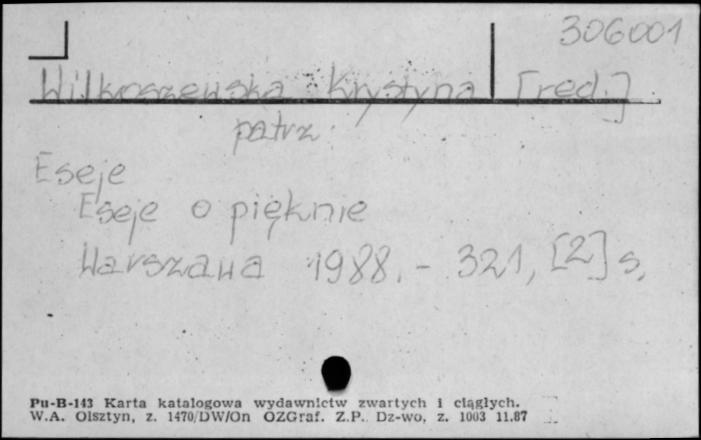 306001
Wilkoszewska Krystyna [red.]
patrz
Eseje
Eseje o pięknie
Warszawa 1988. - 321, [2] s.
Pu-B-143 Karta katalogowa wydawnictw zwartych i ciągłych.
W.A. Olsztyn, z. 1470/DW/On OZGraf. Z.P. Dz-wo, z. 1003 11.87